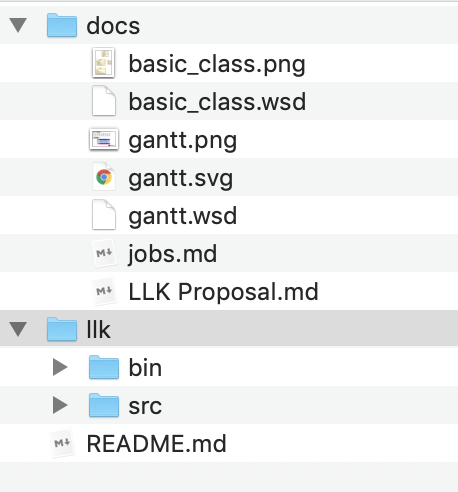 docs
basic_class.png
basic_class.wsd
gantt.png
gantt.svg
gantt.wsd
M↓ jobs.md
M↓ LLK Proposal.md
llk
bin
src
M↓ README.md